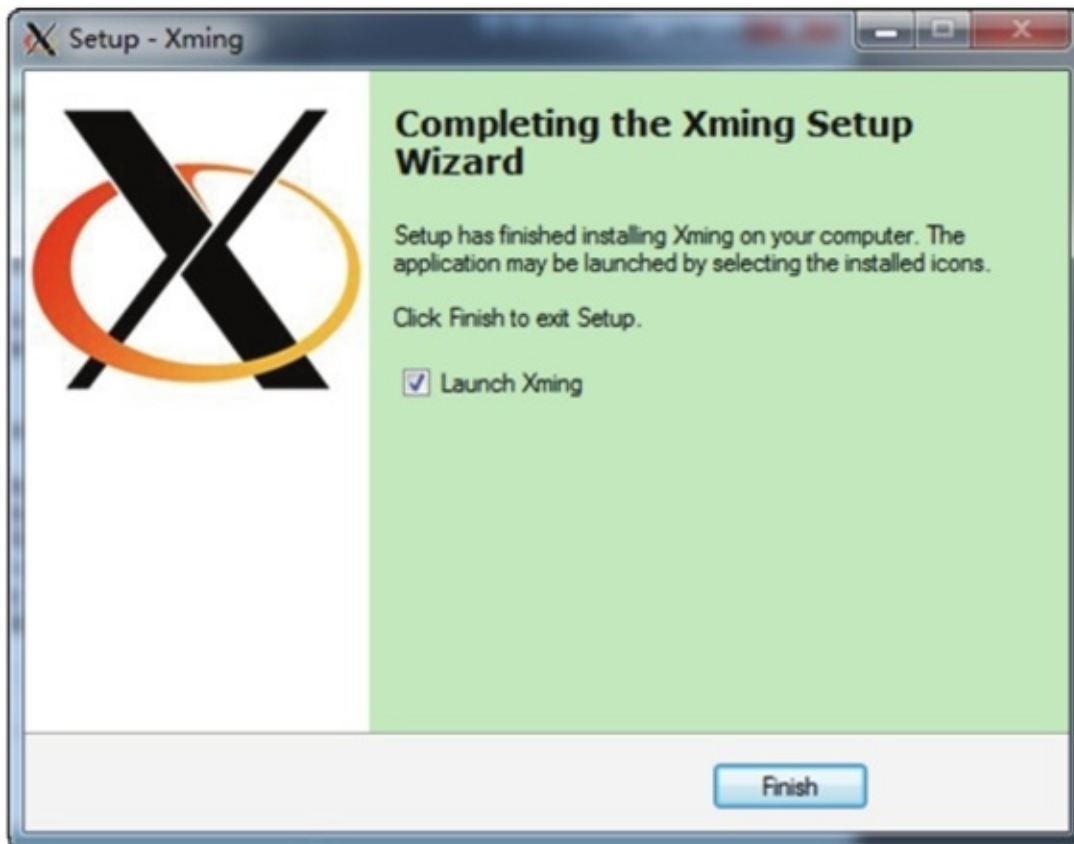 Setup - Xming
Completing the Xming Setup
Wizard
Setup has finished installing Xming on your computer. The
application may be launched by selecting the installed icons.
Click Finish to exit Setup.
Launch Xming
Finish